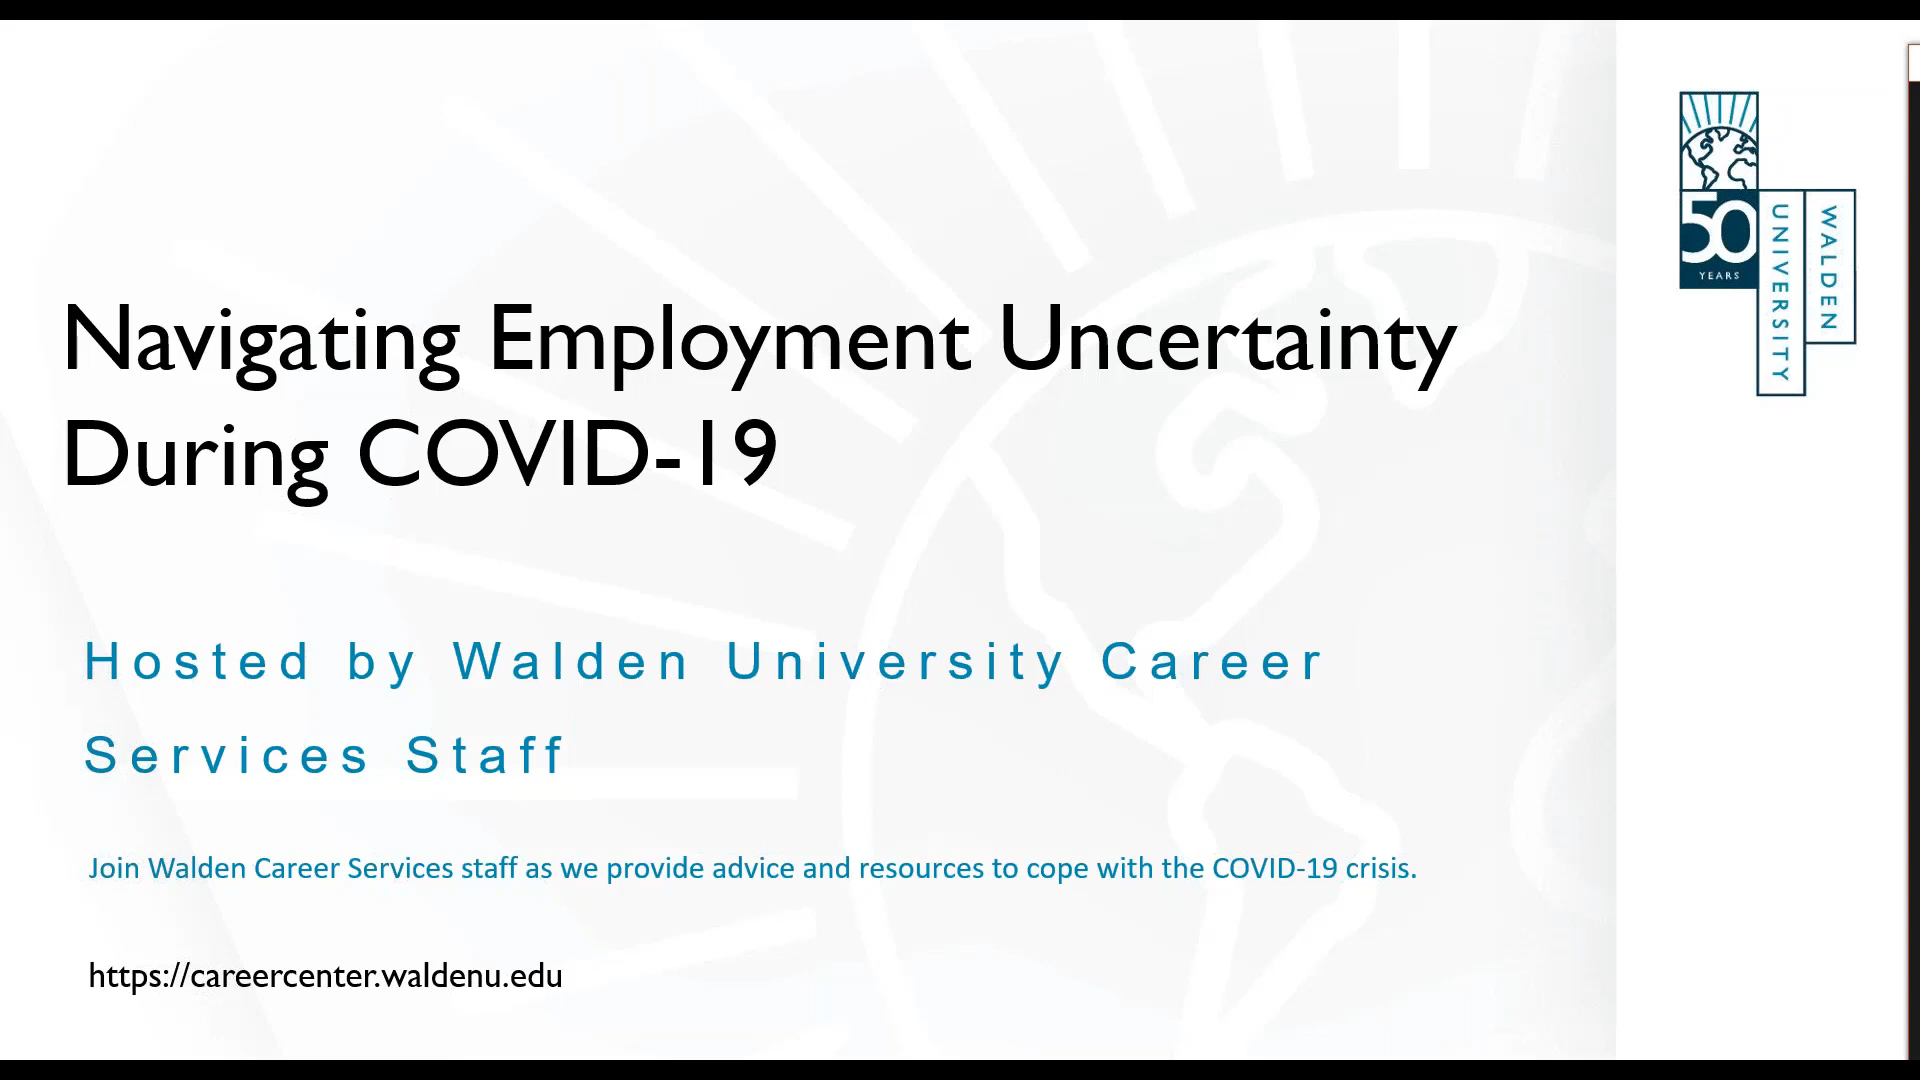 Navigating Employment Uncertainty
During COVID-19
Hosted by Walden University Career
Services Staff
Join Walden Career Services staff as we provide advice and resources to cope with the COVID-19 crisis.
https://careercenter.waldenu.edu
50
YEARS
UNIVERSITY
WALDEN